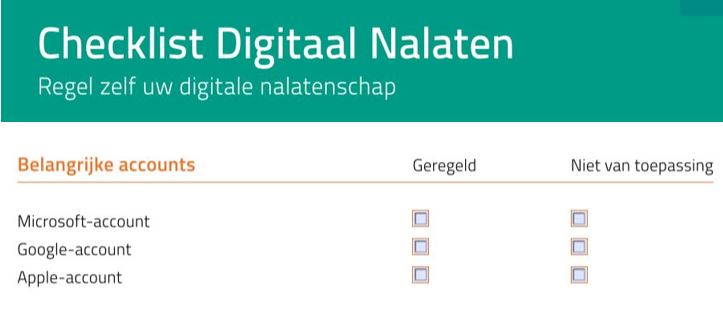 Checklist Digitaal Nalaten
Regel zelf uw digitale nalatenschap
Belangrijke accounts Geregeld Niet van toepassing
Microsoft-account
Google-account
Apple-account